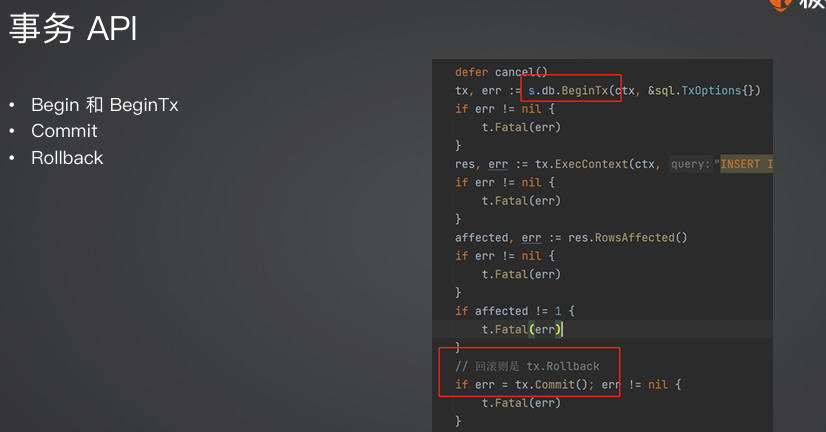 事务 API
• Begin 和 BeginTx
• Commit
• Rollback
defer cancel()
tx, err := s.db.BeginTx(ctx, &sql.TxOptions{})
if err != nil {
t.Fatal(err)
}
res, err := tx.ExecContext(ctx, query: "INSERT I
if err != nil {
t.Fatal(err)
}
affected, err := res.RowsAffected()
if err != nil {
t.Fatal(err)
}
if affected != 1 {
t.Fatal(err)
}
// 回滚则是 tx.Rollback
if err = tx.Commit(); err != nil {
t.Fatal(err)
}